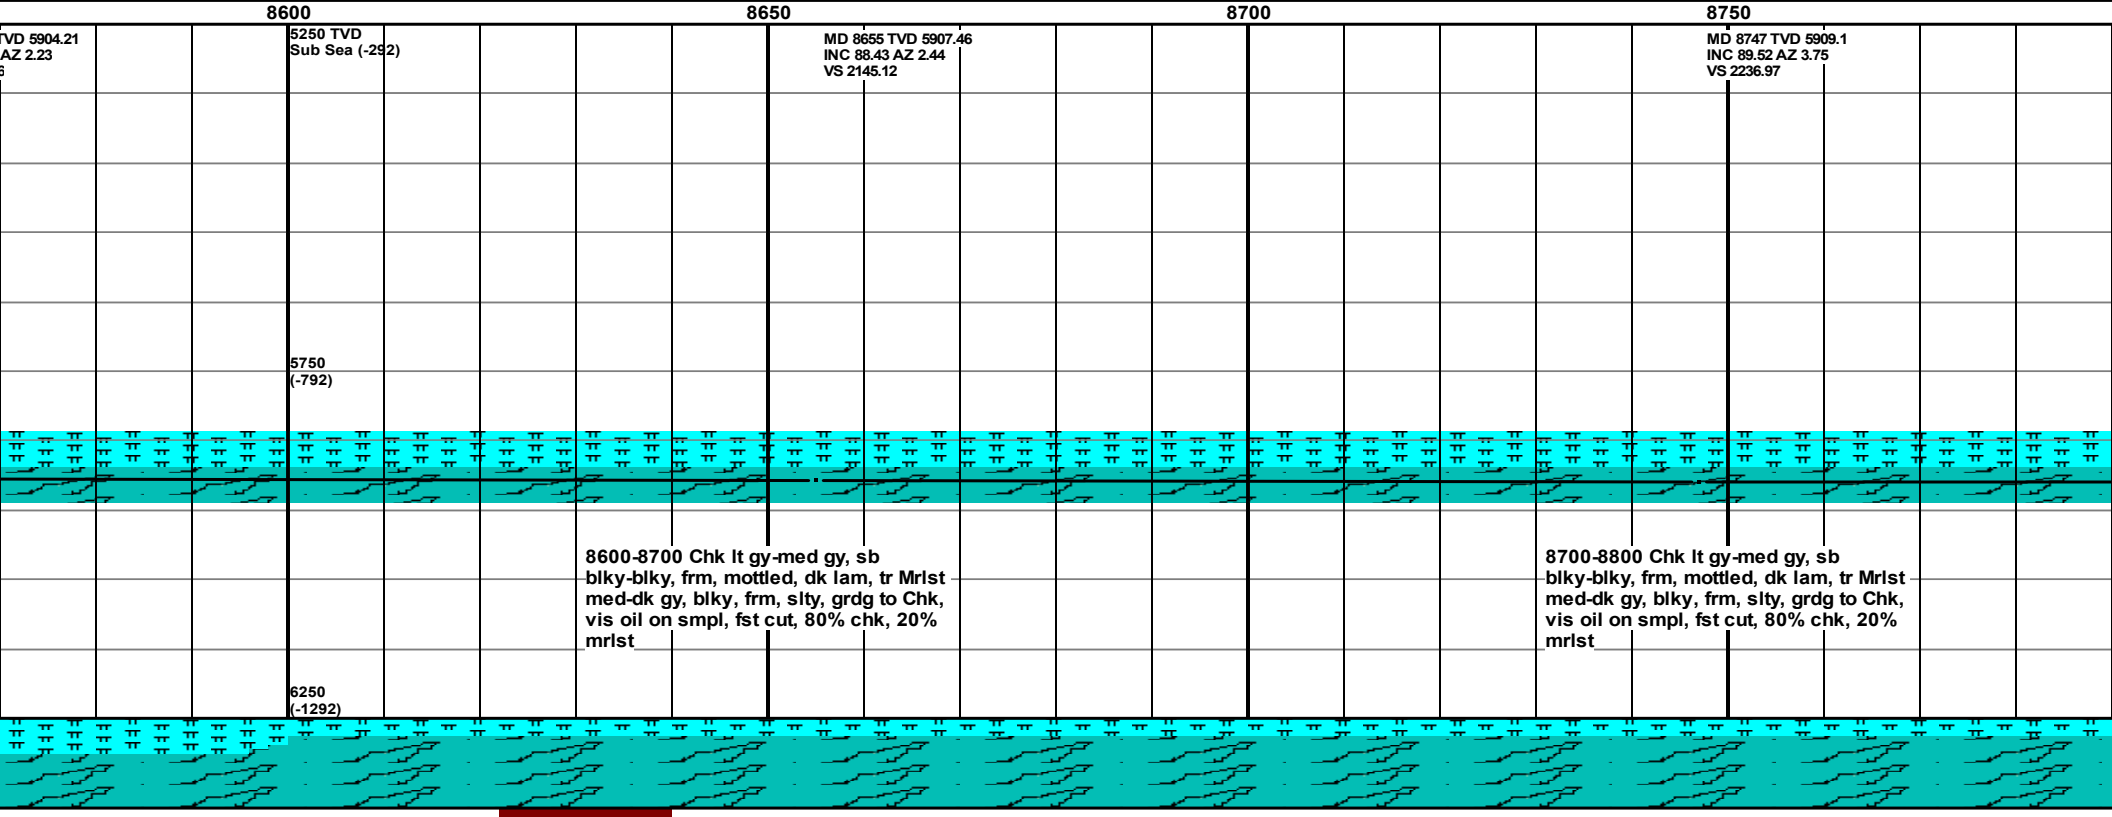 8600 8650 8700 8750
TVD 5904.21
AZ 2.23
5250 TVD
Sub Sea (-292)
MD 8655 TVD 5907.46
INC 88.43 AZ 2.44
VS 2145.12
MD 8747 TVD 5909.1
INC 89.52 AZ 3.75
VS 2236.97
5750
(-792)
8600-8700 Chk lt gy-med gy, sb
blky-blky, frm, mottled, dk lam, tr Mrlst
med-dk gy, blky, frm, slty, grdg to Chk,
vis oil on smpl, fst cut, 80% chk, 20%
mrlst
8700-8800 Chk lt gy-med gy, sb
blky-blky, frm, mottled, dk lam, tr Mrlst
med-dk gy, blky, frm, slty, grdg to Chk,
vis oil on smpl, fst cut, 80% chk, 20%
mrlst
6250
(-1292)